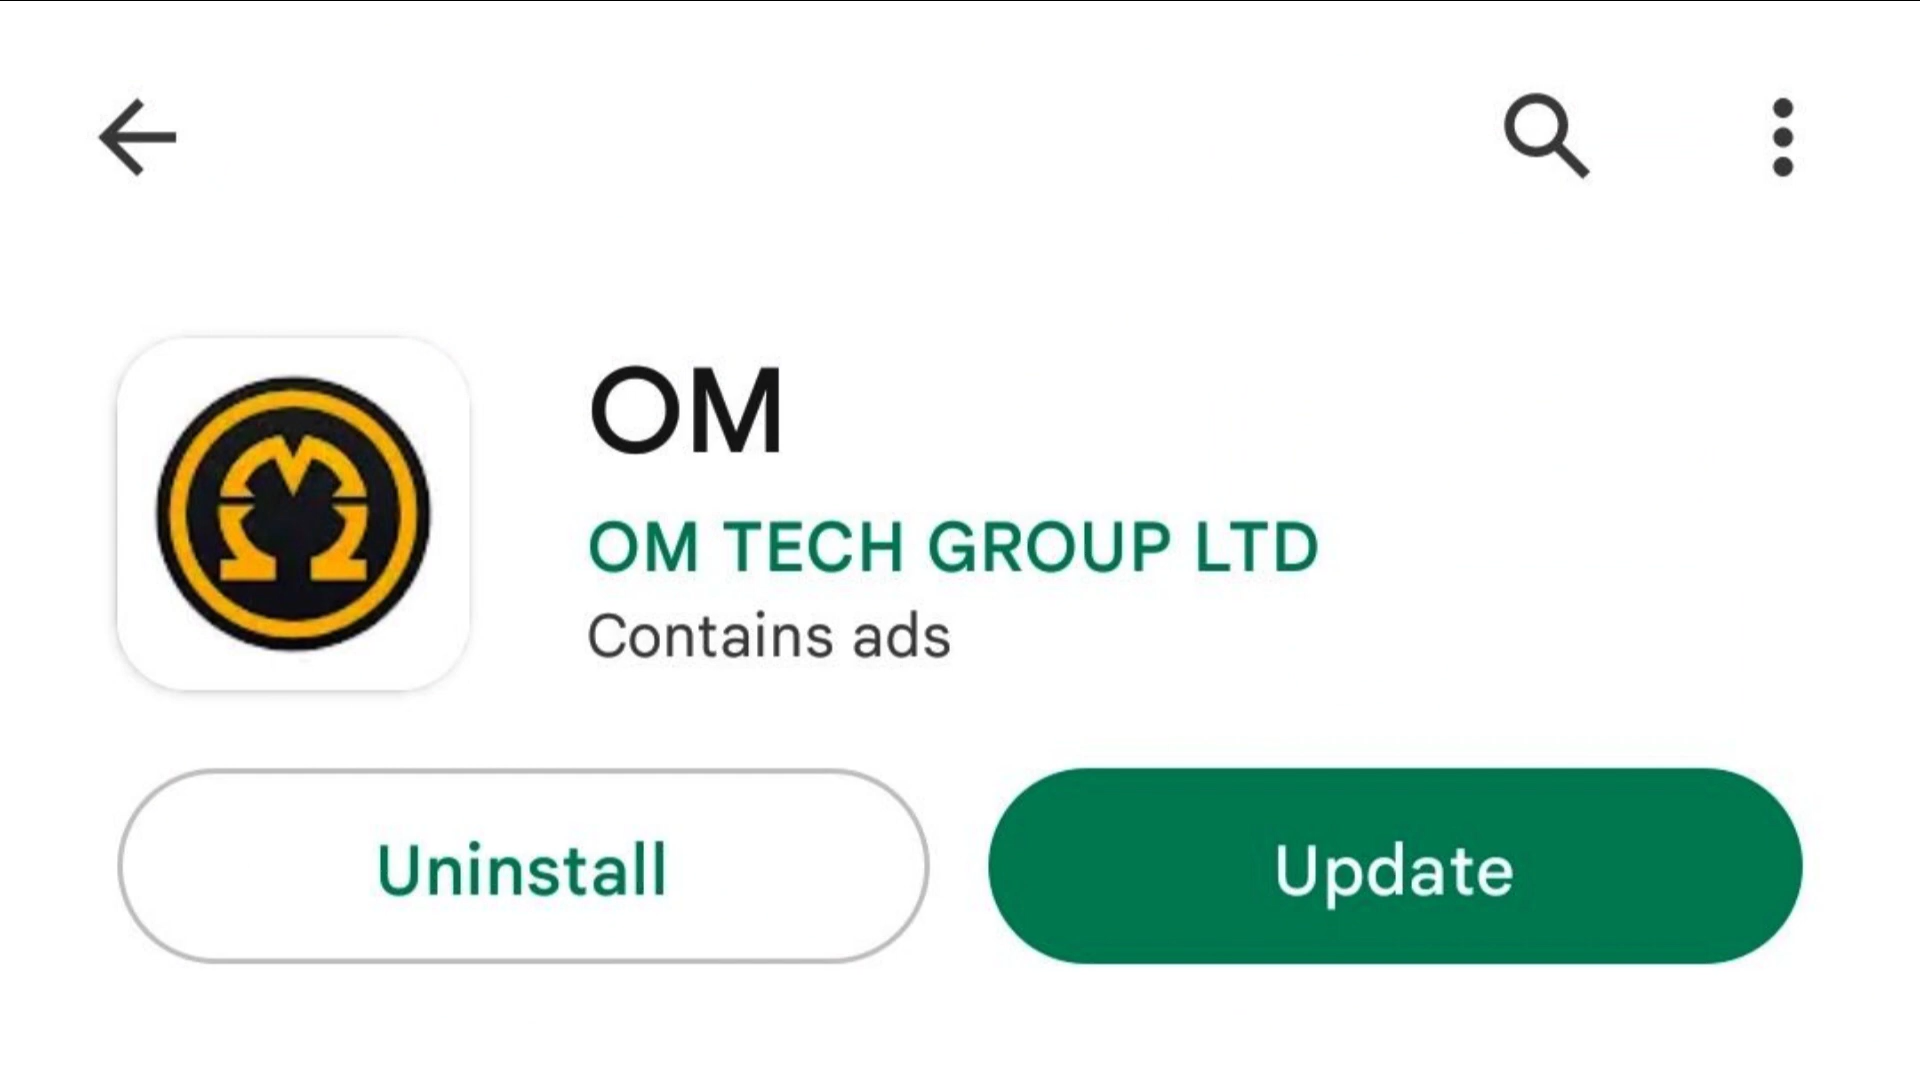 OM
OM TECH GROUP LTD
Contains ads
Uninstall
Update